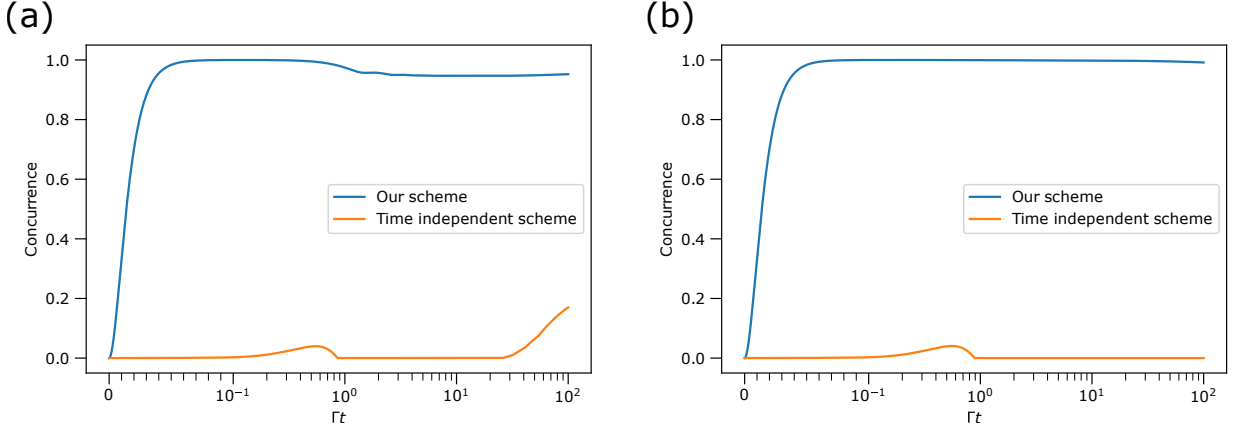 (a)
1.0
0.8
0.6
0.4
0.2
0.0
Concurrence
Our scheme
Time independent scheme
0
10⁻¹
10⁰
10¹
10²
Γt
(b)
1.0
0.8
0.6
0.4
0.2
0.0
Concurrence
Our scheme
Time independent scheme
0
10⁻¹
10⁰
10¹
10²
Γt